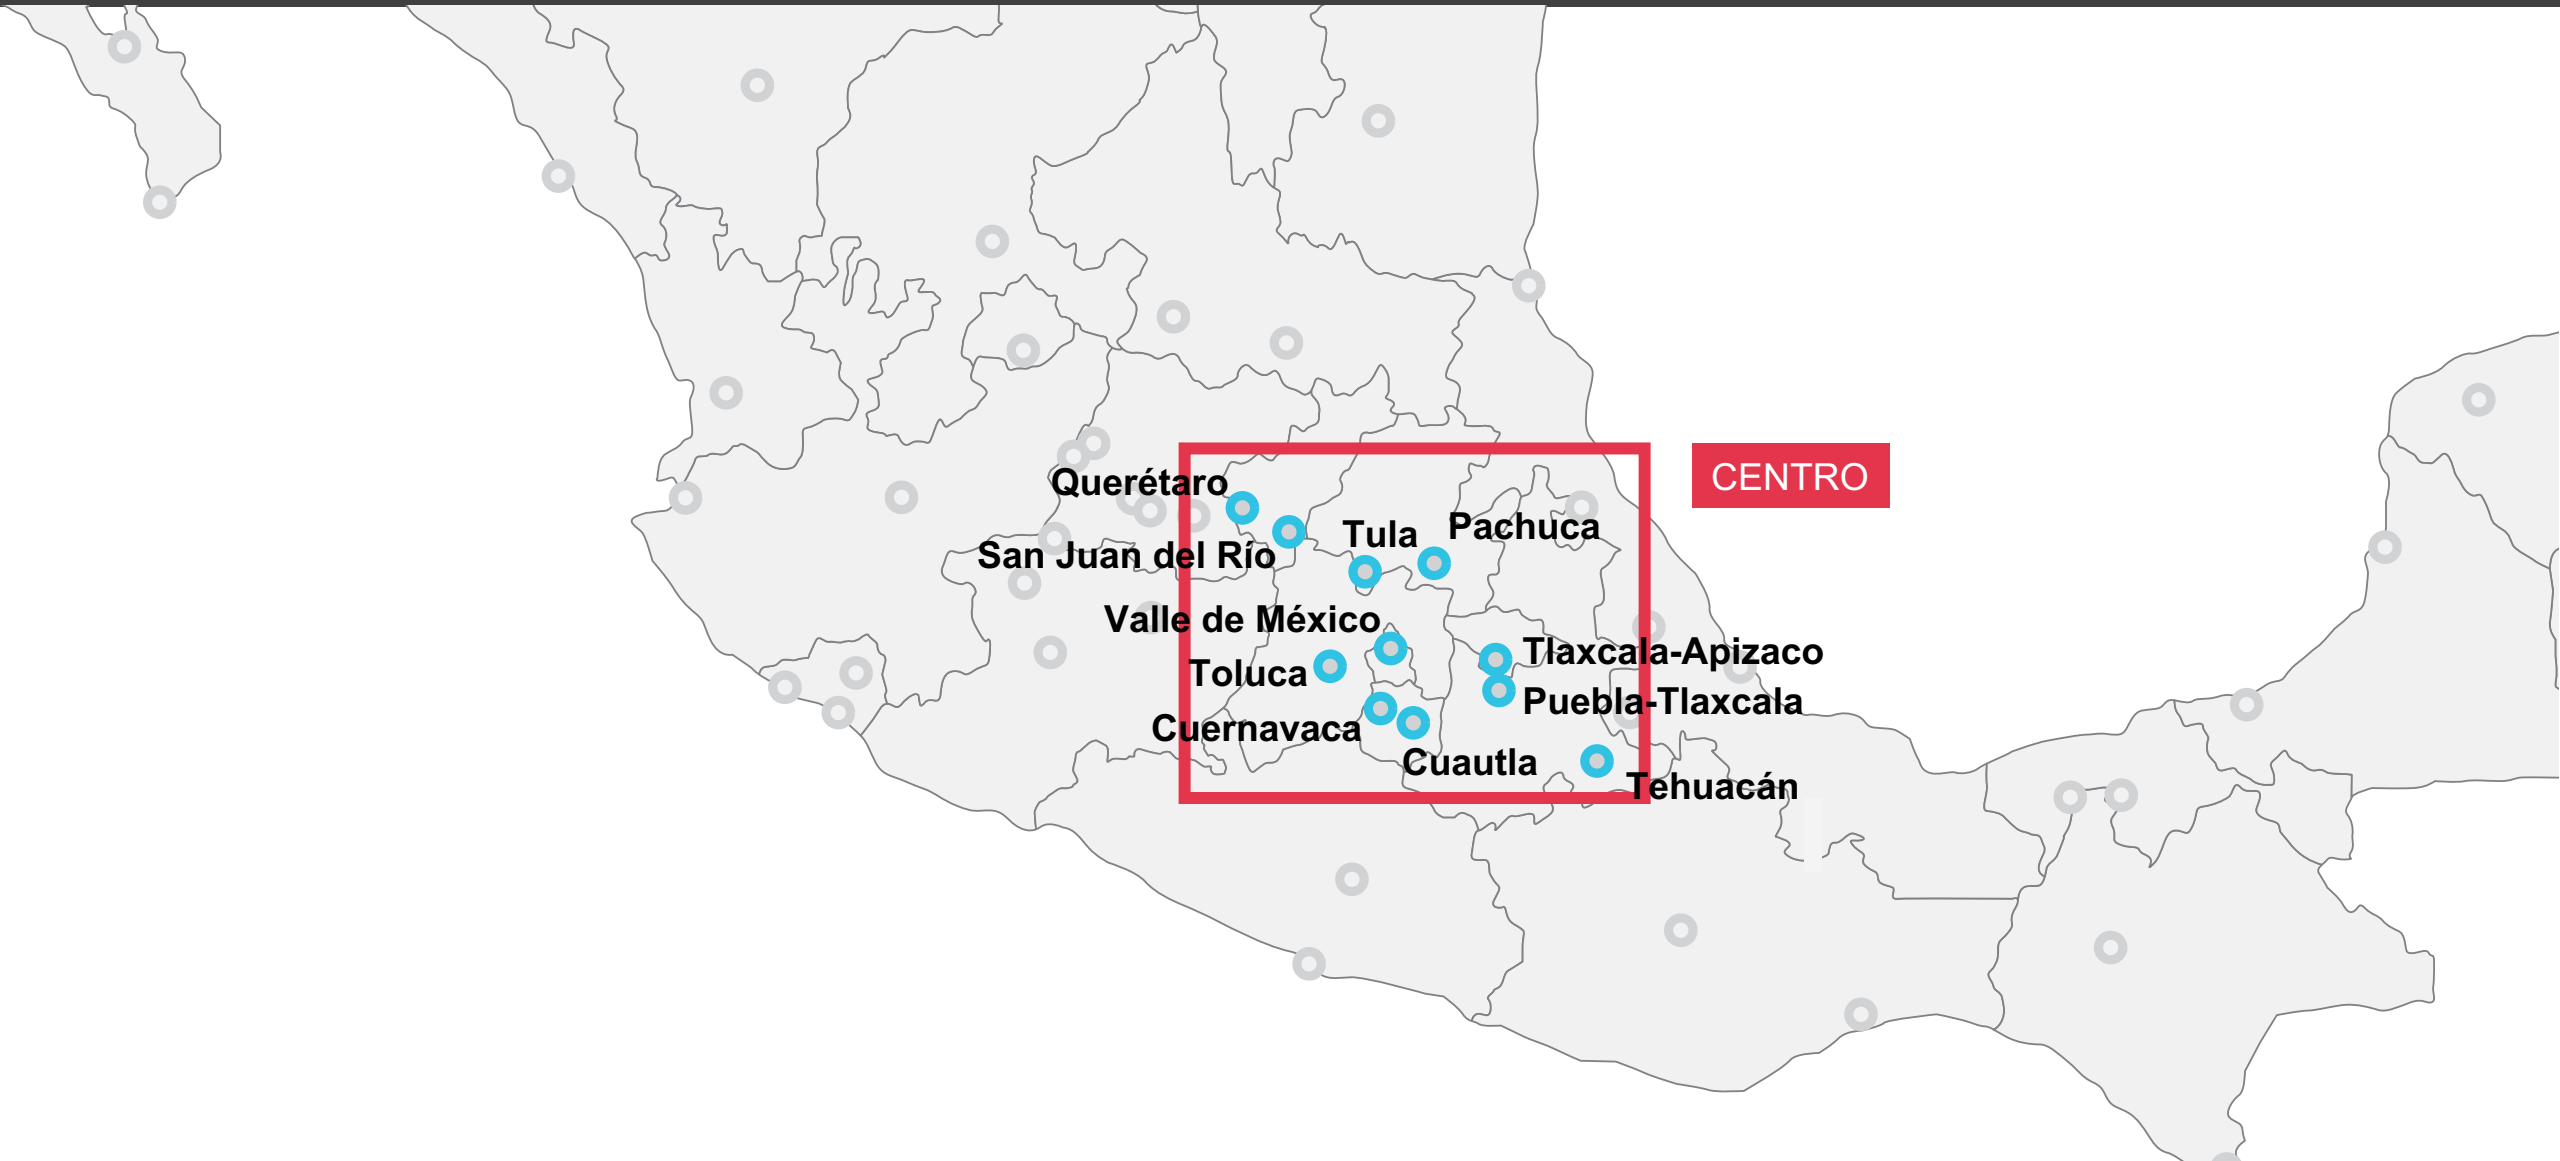 CENTRO
Querétaro
Pachuca
Tula
San Juan del Río
Valle de México
Tlaxcala-Apizaco
Toluca
Puebla-Tlaxcala
Cuernavaca
Cuautla
Tehuacán